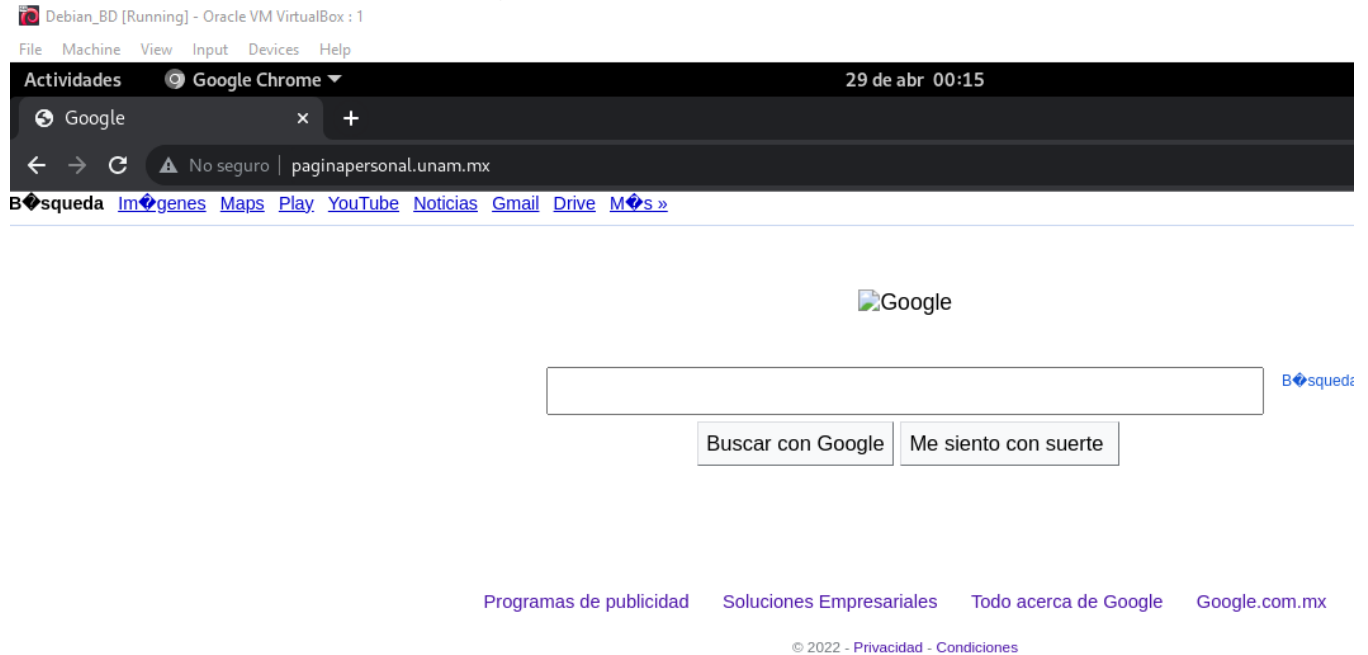 Debian_BD [Running] - Oracle VM VirtualBox : 1
File Machine View Input Devices Help
Actividades Google Chrome 29 de abr 00:15
Google
No seguro | paginapersonal.unam.mx
B�squeda Im�genes Maps Play YouTube Noticias Gmail Drive M�s »
Google
B�squeda
Buscar con Google Me siento con suerte
Programas de publicidad Soluciones Empresariales Todo acerca de Google Google.com.mx
© 2022 - Privacidad - Condiciones